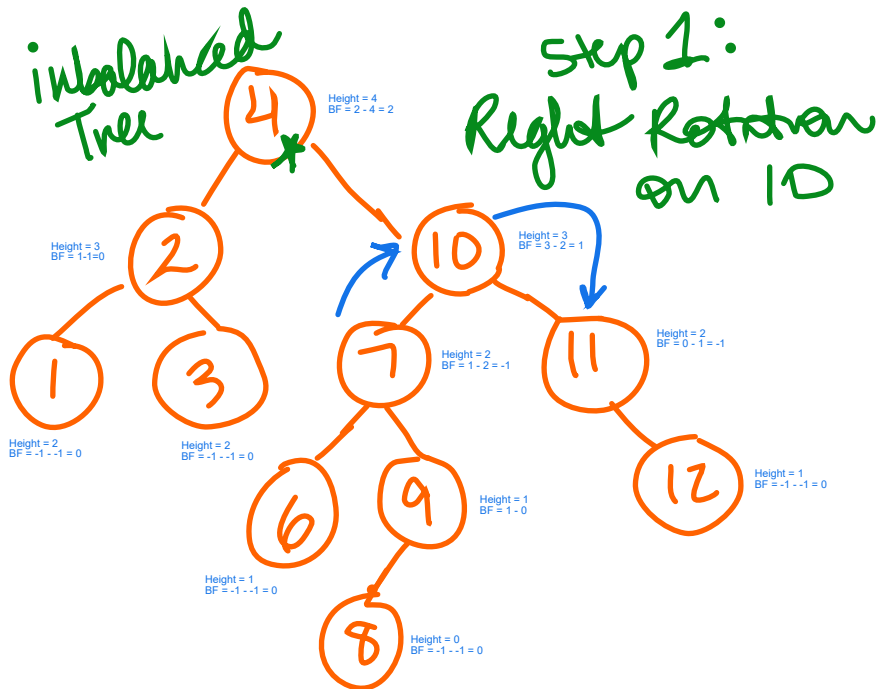 inbalanced
Tree
Step 1:
Right Rotation
on 10
4
Height = 4
BF = 2 - 4 = 2
2
Height = 3
BF = 1-1=0
10
Height = 3
BF = 3 - 2 = 1
1
Height = 2
BF = -1 - -1 = 0
3
Height = 2
BF = -1 - -1 = 0
7
Height = 2
BF = 1 - 2 = -1
11
Height = 2
BF = 0 - 1 = -1
6
Height = 1
BF = -1 - -1 = 0
9
Height = 1
BF = 1 - 0
12
Height = 1
BF = -1 - -1 = 0
8
Height = 0
BF = -1 - -1 = 0